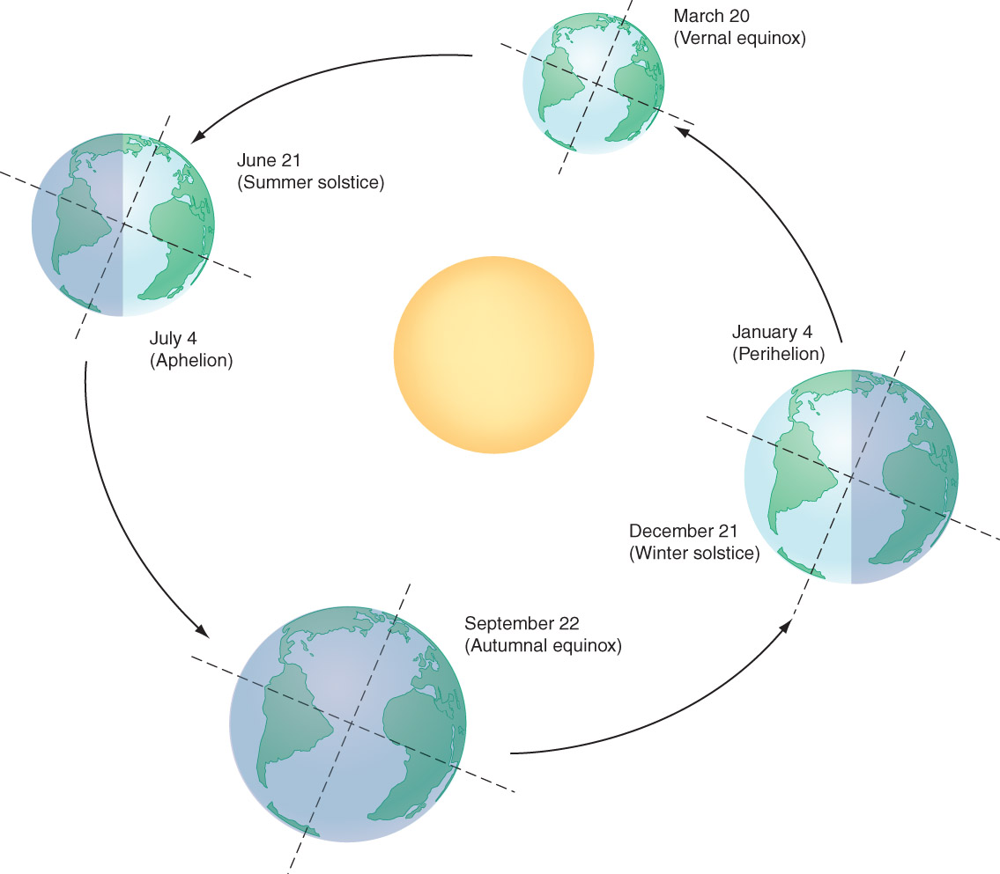 March 20
(Vernal equinox)
June 21
(Summer solstice)
July 4
(Aphelion)
January 4
(Perihelion)
December 21
(Winter solstice)
September 22
(Autumnal equinox)